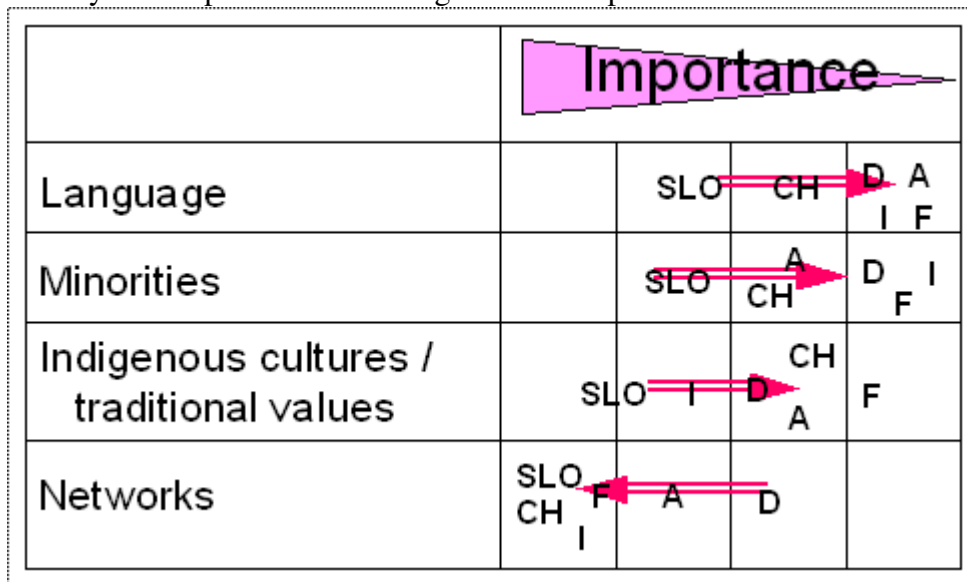 Importance
Language
SLO CH D A
I F
Minorities
SLO A CH D I
F
Indigenous cultures /
traditional values
CH
SLO I D F
A
Networks
SLO
CH F A D
I